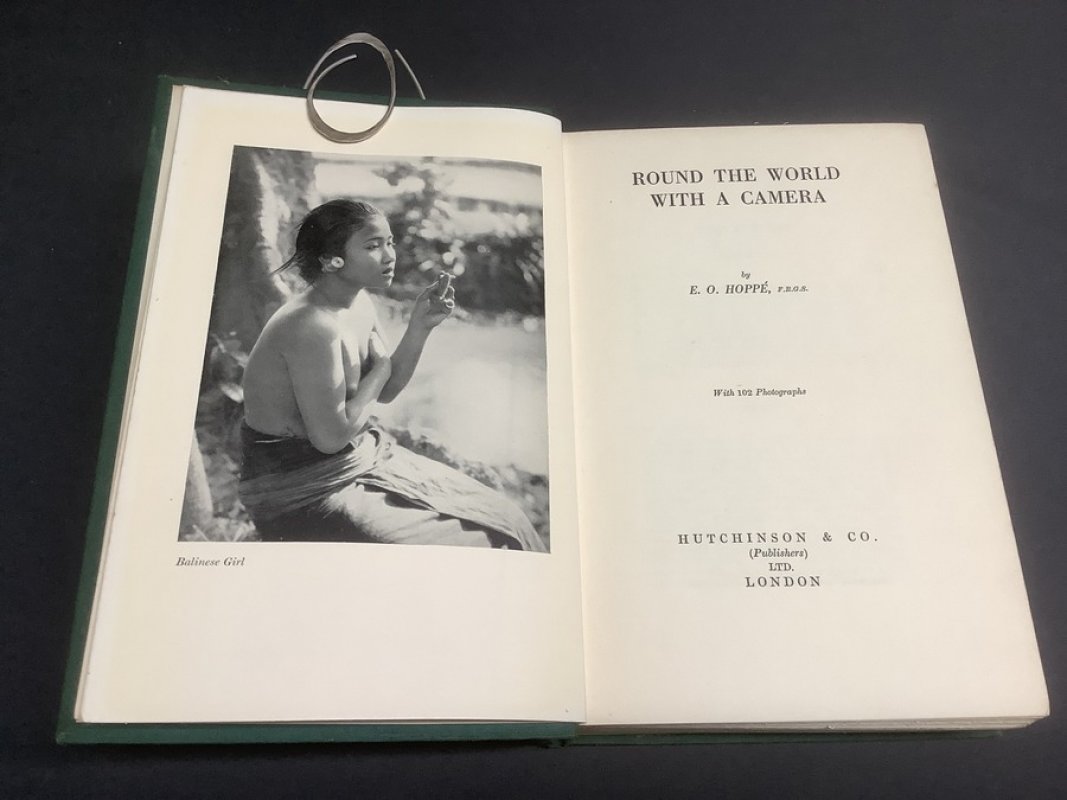 Balinese Girl
ROUND THE WORLD
WITH A CAMERA
by
E. O. HOPPÉ, F.R.G.S.
With 102 Photographs
HUTCHINSON & CO.
(Publishers)
LTD.
LONDON